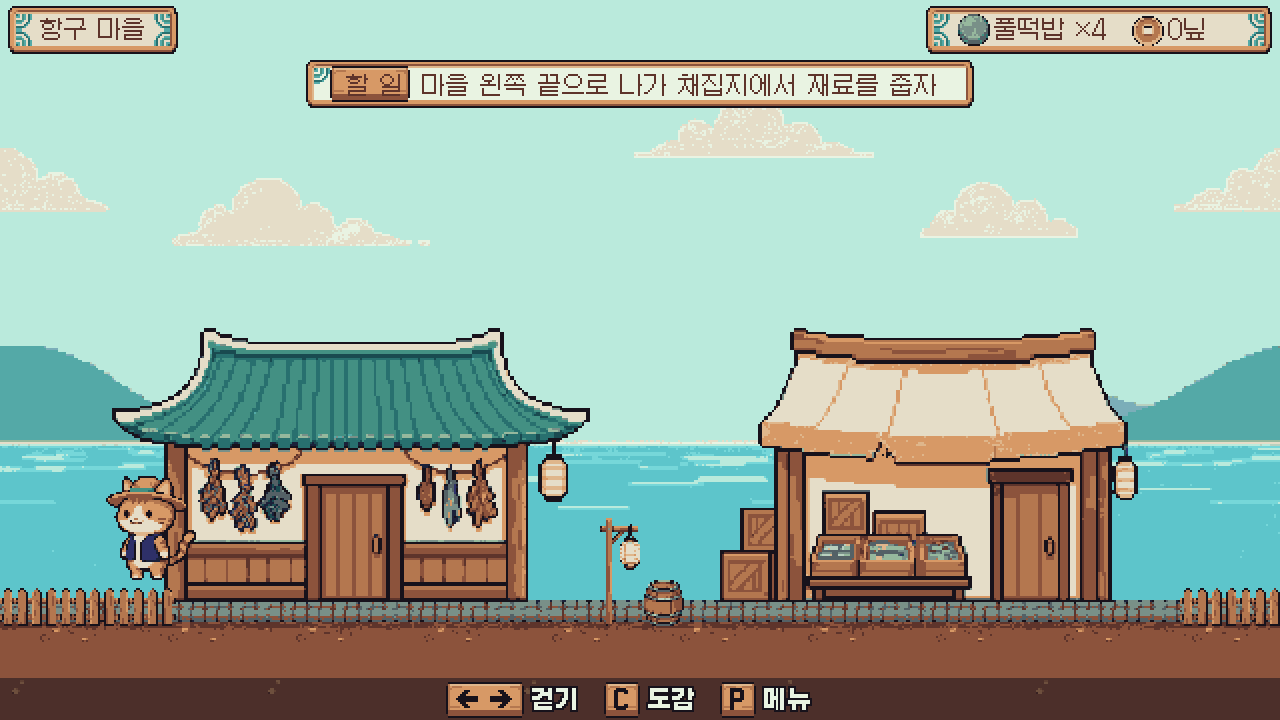 항구 마을
풀떡밥 ×4 0닢
할 일 마을 왼쪽 끝으로 나가 채집지에서 재료를 줍자
← → 걷기 C 도감 P 메뉴